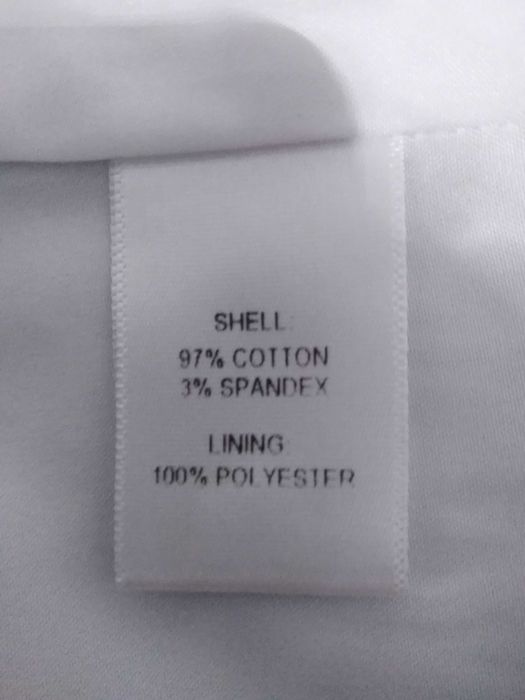 SHELL:
97% COTTON
3% SPANDEX
LINING:
100% POLYESTER